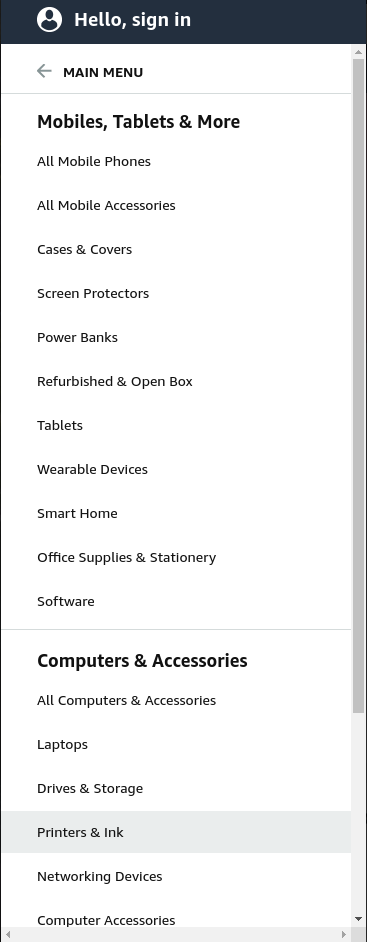 Hello, sign in
MAIN MENU
Mobiles, Tablets & More
All Mobile Phones
All Mobile Accessories
Cases & Covers
Screen Protectors
Power Banks
Refurbished & Open Box
Tablets
Wearable Devices
Smart Home
Office Supplies & Stationery
Software
Computers & Accessories
All Computers & Accessories
Laptops
Drives & Storage
Printers & Ink
Networking Devices
Computer Accessories